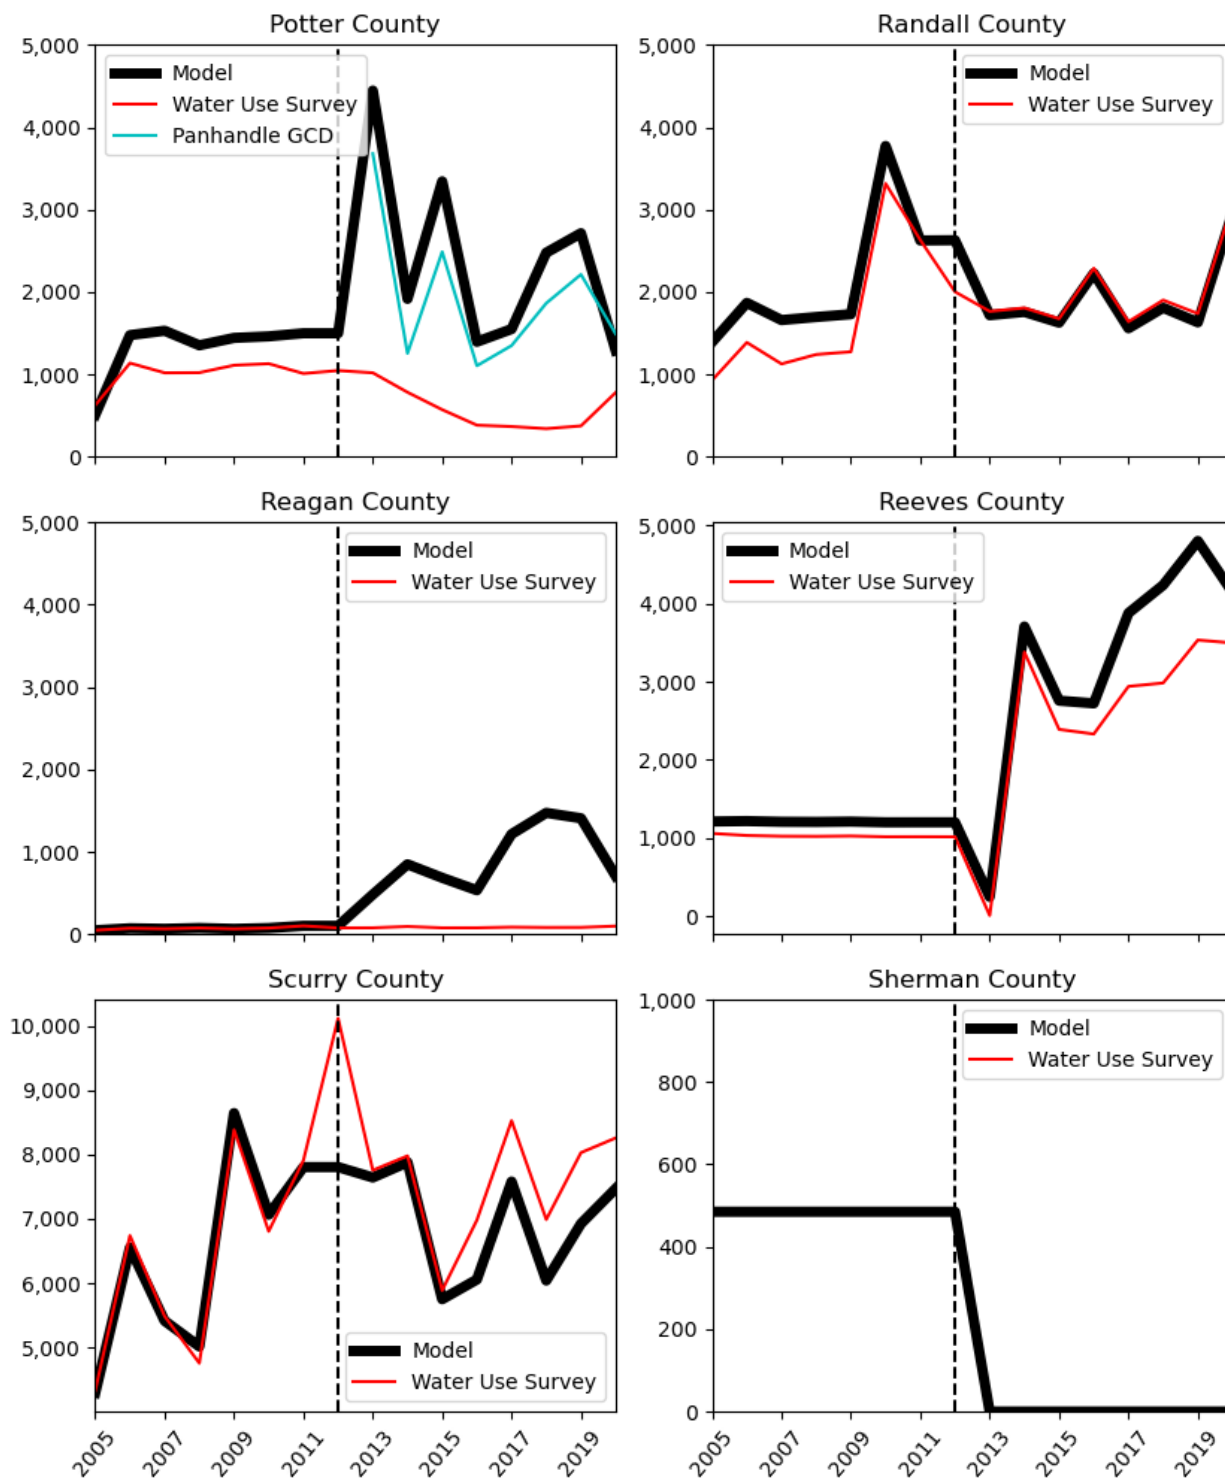 Potter County
5,000
4,000
3,000
2,000
1,000
0
Model
Water Use Survey
Panhandle GCD
Randall County
5,000
4,000
3,000
2,000
1,000
0
Model
Water Use Survey
Reagan County
5,000
4,000
3,000
2,000
1,000
0
Model
Water Use Survey
Reeves County
5,000
4,000
3,000
2,000
1,000
0
Model
Water Use Survey
Scurry County
10,000
9,000
8,000
7,000
6,000
5,000
Model
Water Use Survey
2005
2007
2009
2011
2013
2015
2017
2019
Sherman County
1,000
800
600
400
200
0
Model
Water Use Survey
2005
2007
2009
2011
2013
2015
2017
2019